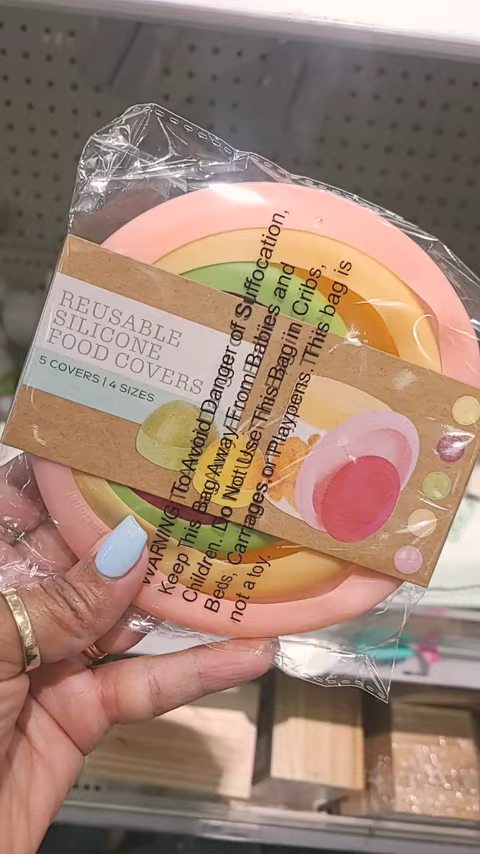 REUSABLE
SILICONE
FOOD COVERS
5 COVERS | 4 SIZES
WARNING: To Avoid Danger of Suffocation,
Keep This Bag Away From Babies and
Children. Do Not Use This Bag in Cribs,
Beds, Carriages or Playpens. This bag is
not a toy.